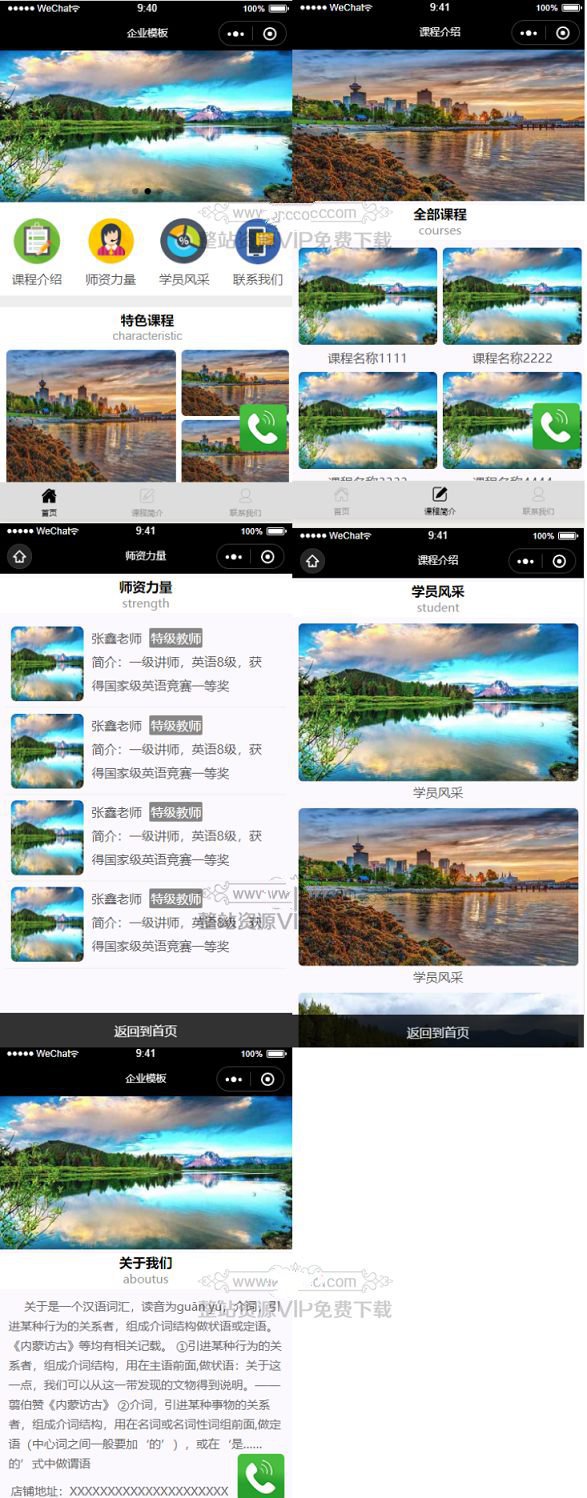 WeChat
9:40
100%
企业模板
课程介绍
师资力量
学员风采
联系我们
特色课程
characteristic
首页
课程简介
联系我们
WeChat
9:41
100%
课程介绍
全部课程
courses
课程名称1111
课程名称2222
首页
课程简介
联系我们
整站资源VIP免费下载
WeChat
9:41
100%
师资力量
师资力量
strength
张鑫老师 特级教师
简介：一级讲师，英语8级，获
得国家级英语竞赛一等奖
张鑫老师 特级教师
简介：一级讲师，英语8级，获
得国家级英语竞赛一等奖
张鑫老师 特级教师
简介：一级讲师，英语8级，获
得国家级英语竞赛一等奖
张鑫老师 特级教师
简介：一级讲师，英语8级，获
得国家级英语竞赛一等奖
返回到首页
WeChat
9:41
100%
课程介绍
学员风采
student
学员风采
学员风采
返回到首页
整站资源VIP
WeChat
9:41
100%
企业模板
关于我们
aboutus
关于是一个汉语词汇，读音为guān yú，介词，引
进某种行为的关系者，组成介词结构做状语或定语。
《内蒙访古》等均有相关记载。 ①引进某种行为的关
系者，组成介词结构，用在主语前面,做状语：关于这
一点，我们可以从这一带发现的文物得到说明。——
翦伯赞《内蒙访古》 ②介词，引进某种事物的关系
者，组成介词结构，用在名词或名词性词组前面,做定
语（中心词之间一般要加‘的’），或在‘是……
的’式中做谓语
店铺地址：XXXXXXXXXXXXXXXXXXXXX
整站资源VIP免费下载